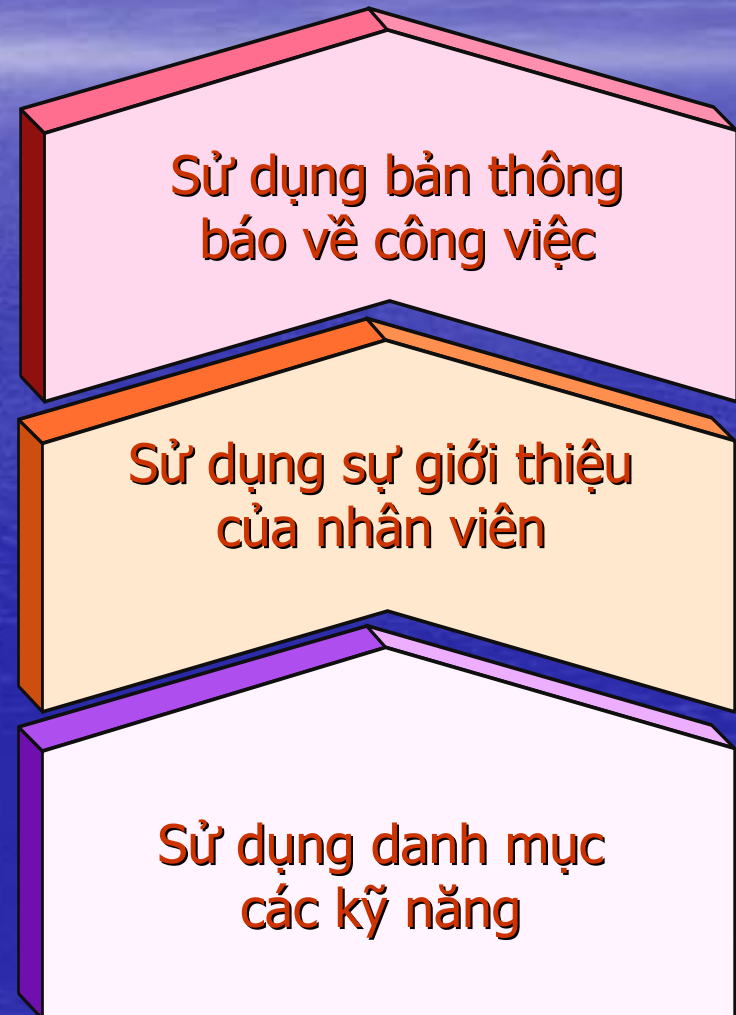 Sử dụng bản thông
báo về công việc
Sử dụng sự giới thiệu
của nhân viên
Sử dụng danh mục
các kỹ năng